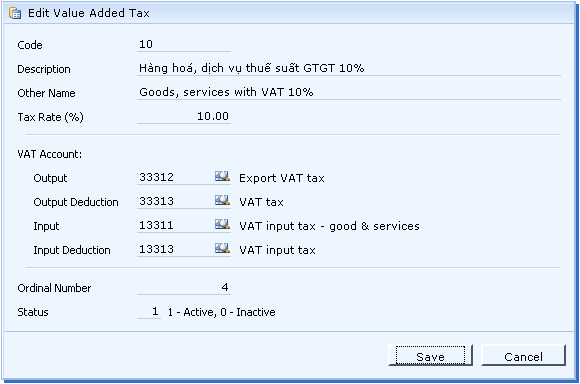 Edit Value Added Tax
Code 10
Description Hàng hoá, dịch vụ thuế suất GTGT 10%
Other Name Goods, services with VAT 10%
Tax Rate (%) 10.00
VAT Account:
Output 33312 Export VAT tax
Output Deduction 33313 VAT tax
Input 13311 VAT input tax - good & services
Input Deduction 13313 VAT input tax
Ordinal Number 4
Status 1 1 - Active, 0 - Inactive
Save Cancel